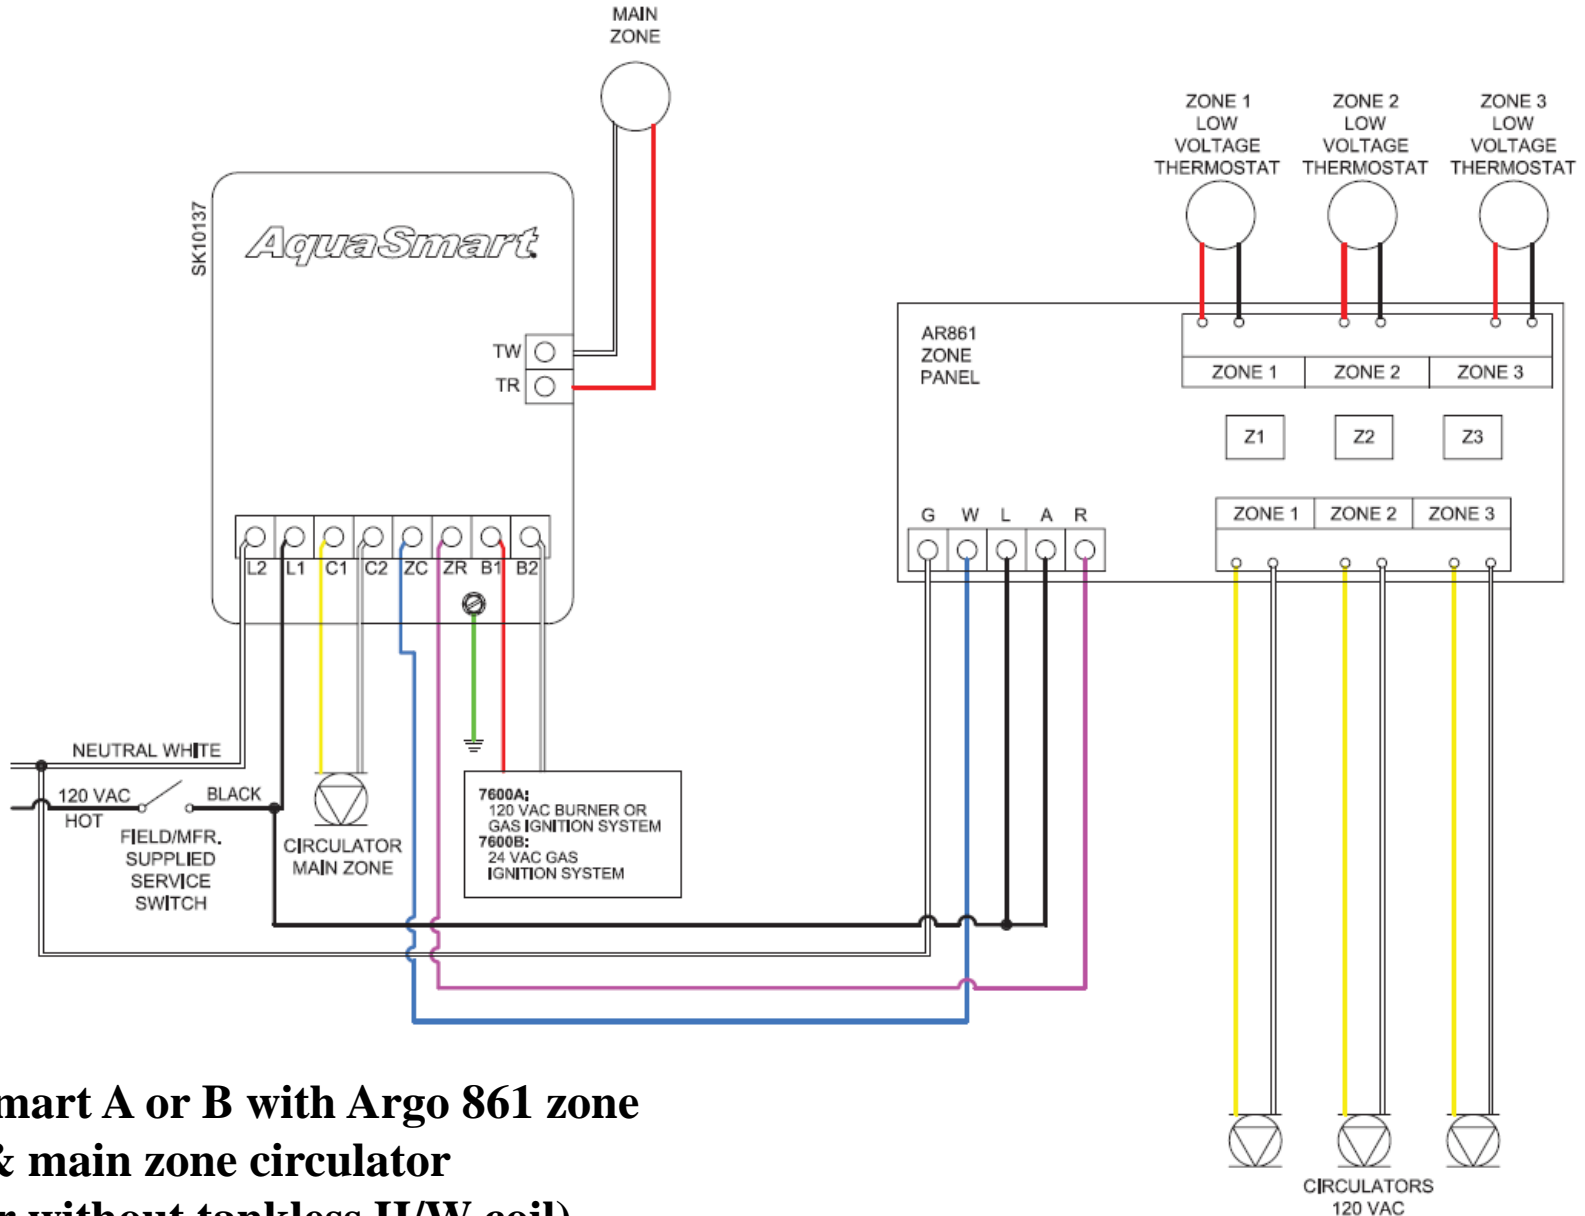 MAIN
ZONE
ZONE 1
LOW
VOLTAGE
THERMOSTAT
ZONE 2
LOW
VOLTAGE
THERMOSTAT
ZONE 3
LOW
VOLTAGE
THERMOSTAT
SK10137
AquaSmart
TW
TR
AR861
ZONE
PANEL
ZONE 1 ZONE 2 ZONE 3
Z1 Z2 Z3
G W L A R
ZONE 1 ZONE 2 ZONE 3
L2 L1 C1 C2 ZC ZR B1 B2
NEUTRAL WHITE
120 VAC
HOT
BLACK
FIELD/MFR.
SUPPLIED
SERVICE
SWITCH
CIRCULATOR
MAIN ZONE
7600A:
120 VAC BURNER OR
GAS IGNITION SYSTEM
7600B:
24 VAC GAS
IGNITION SYSTEM
mart A or B with Argo 861 zone
& main zone circulator
r without tankless H/W coil)
CIRCULATORS
120 VAC